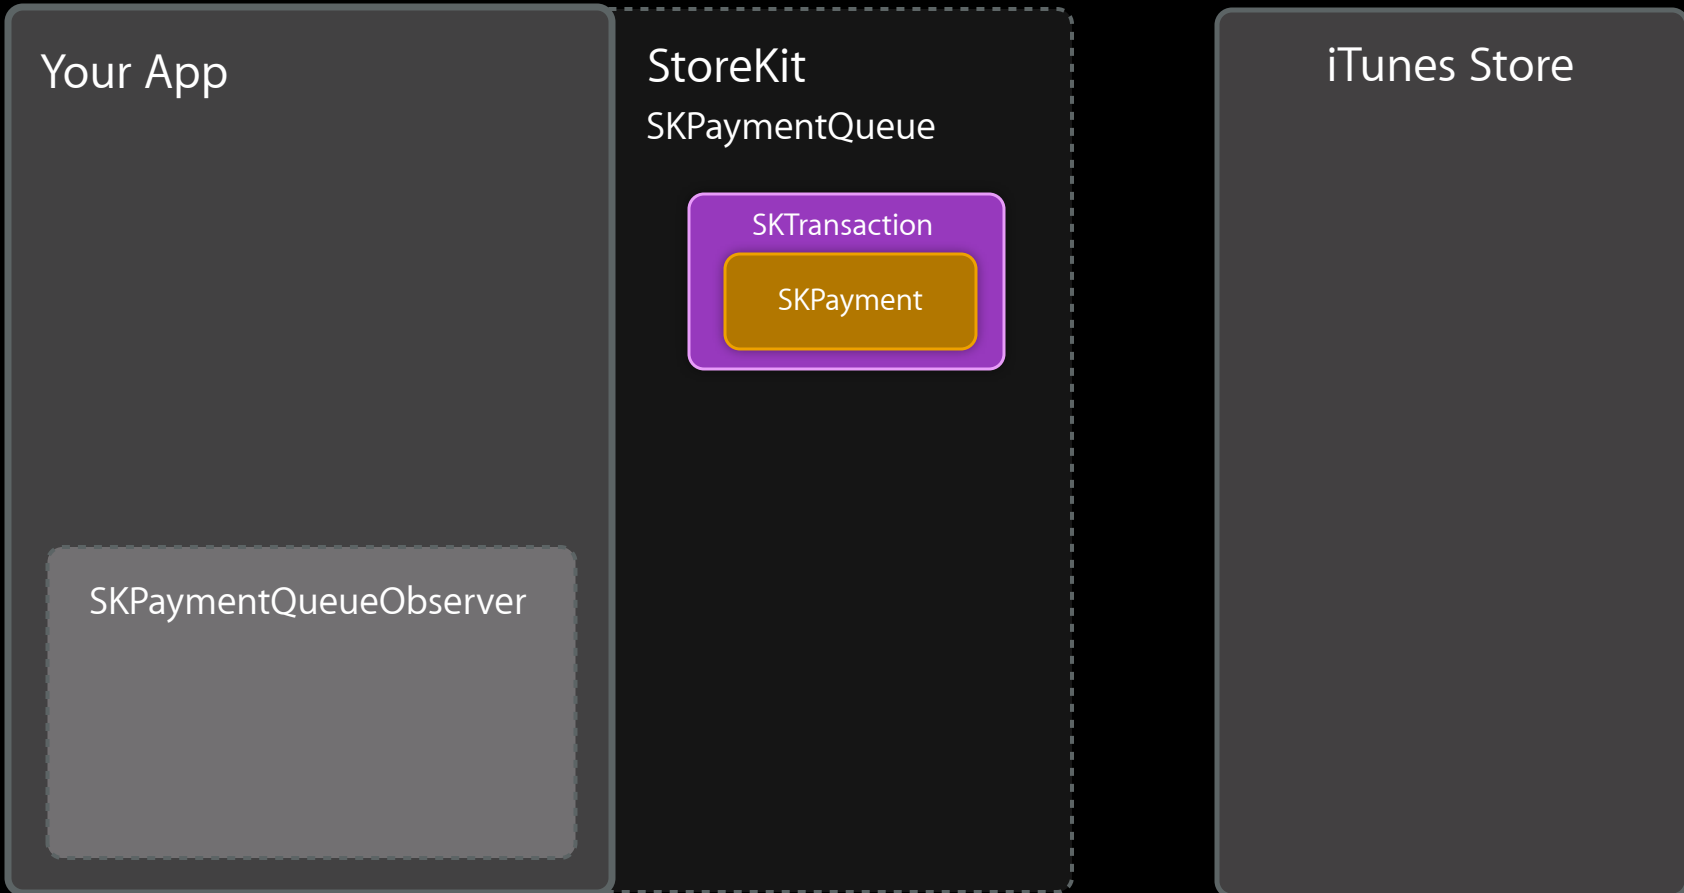 Your App
StoreKit
SKPaymentQueue
SKTransaction
SKPayment
SKPaymentQueueObserver
iTunes Store